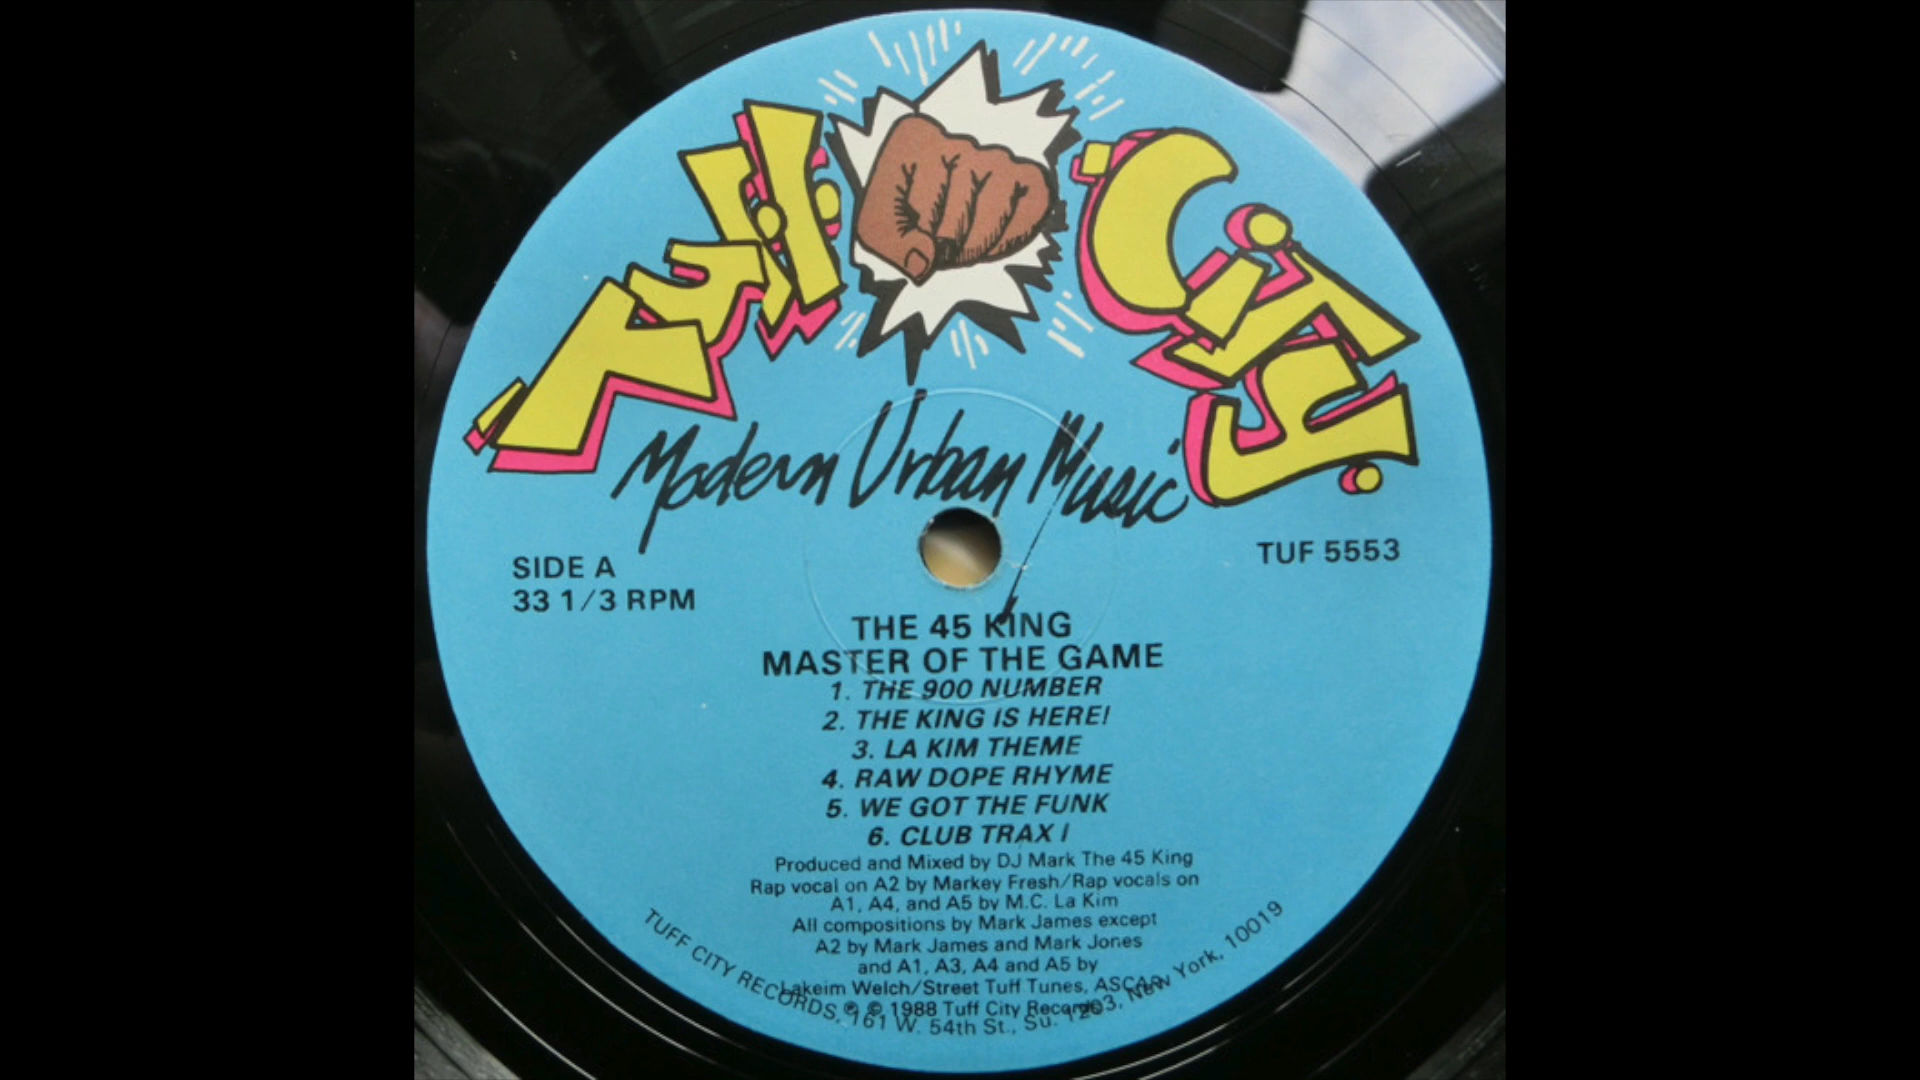 Tuff City
Modern Urban Music
SIDE A
33 1/3 RPM
TUF 5553
THE 45 KING
MASTER OF THE GAME
1. THE 900 NUMBER
2. THE KING IS HERE!
3. LA KIM THEME
4. RAW DOPE RHYME
5. WE GOT THE FUNK
6. CLUB TRAX I
Produced and Mixed by DJ Mark The 45 King
Rap vocal on A2 by Markey Fresh/Rap vocals on
A1, A4, and A5 by M.C. La Kim
All compositions by Mark James except
A2 by Mark James and Mark Jones
and A1, A3, A4 and A5 by
Lakeim Welch/Street Tuff Tunes, ASCAP
℗ © 1988 Tuff City Records
TUFF CITY RECORDS, 161 W. 54th St., Su. 1203, New York, 10019